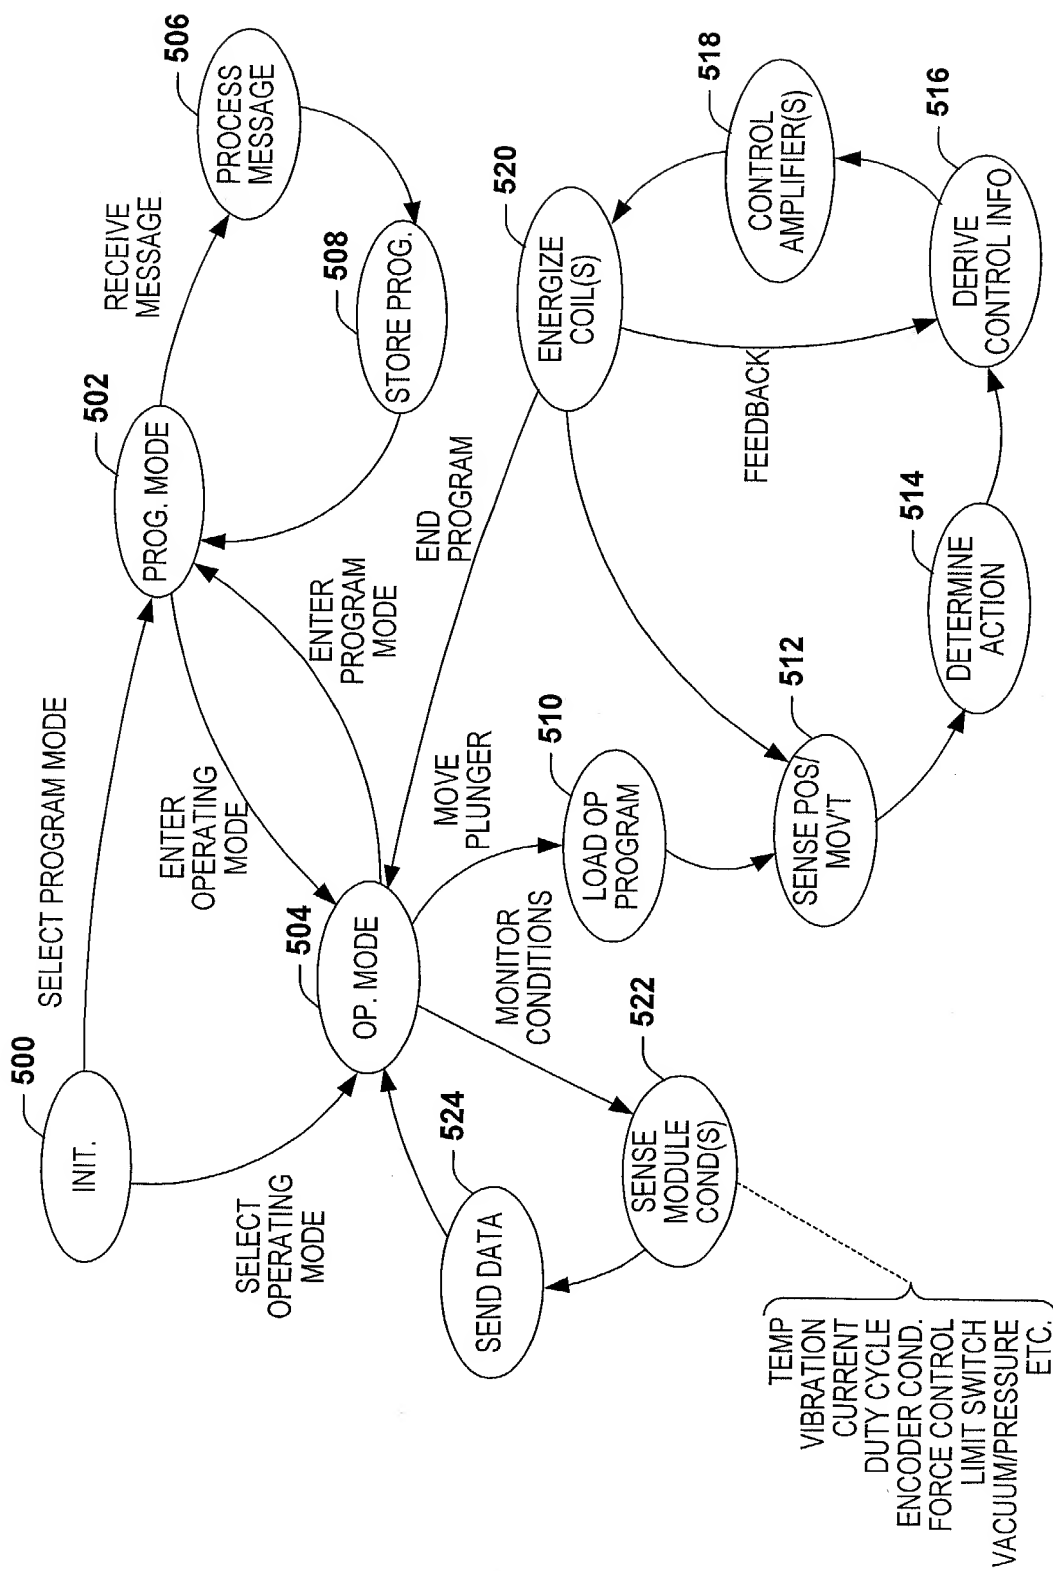 500
INIT.
SELECT PROGRAM MODE
502
PROG. MODE
RECEIVE
MESSAGE
506
PROCESS
MESSAGE
508
STORE PROG.
ENTER
OPERATING
MODE
ENTER
PROGRAM
MODE
SELECT
OPERATING
MODE
504
OP. MODE
END
PROGRAM
520
ENERGIZE
COIL(S)
518
CONTROL
AMPLIFIER(S)
516
DERIVE
CONTROL INFO
FEEDBACK
MOVE
PLUNGER
510
LOAD OP
PROGRAM
512
SENSE POS/
MOV'T
514
DETERMINE
ACTION
MONITOR
CONDITIONS
524
SEND DATA
522
SENSE
MODULE
COND(S)
TEMP
VIBRATION
CURRENT
DUTY CYCLE
ENCODER COND.
FORCE CONTROL
LIMIT SWITCH
VACUUM/PRESSURE
ETC.